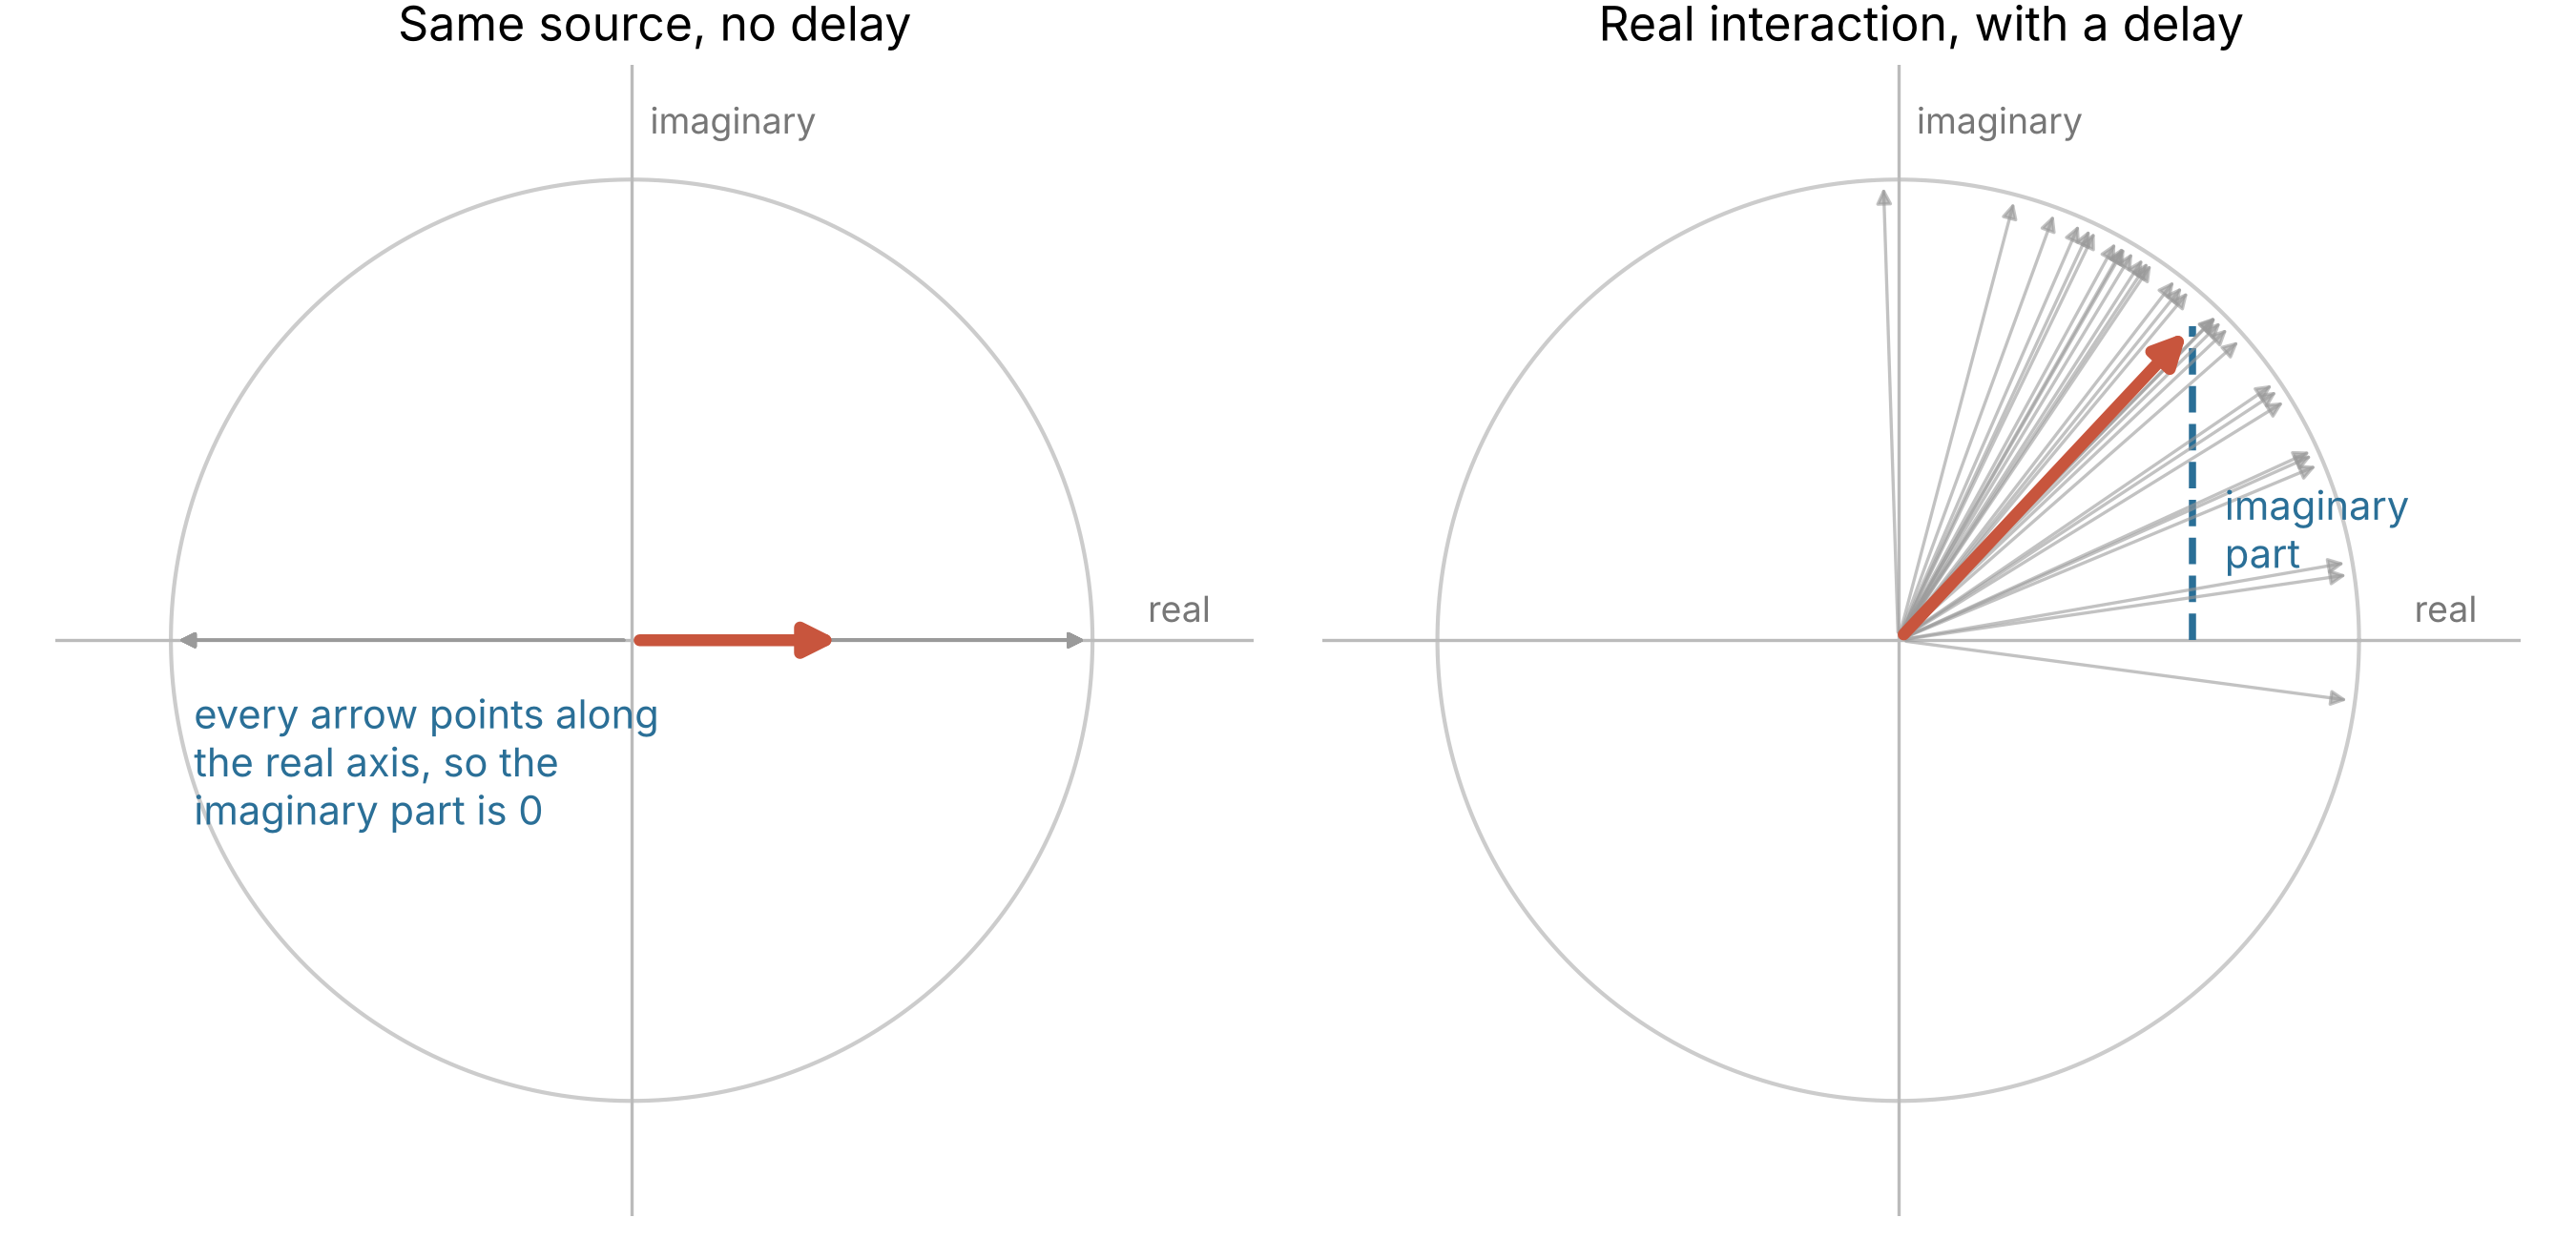 Same source, no delay
imaginary
real
every arrow points along
the real axis, so the
imaginary part is 0
Real interaction, with a delay
imaginary
imaginary
part
real